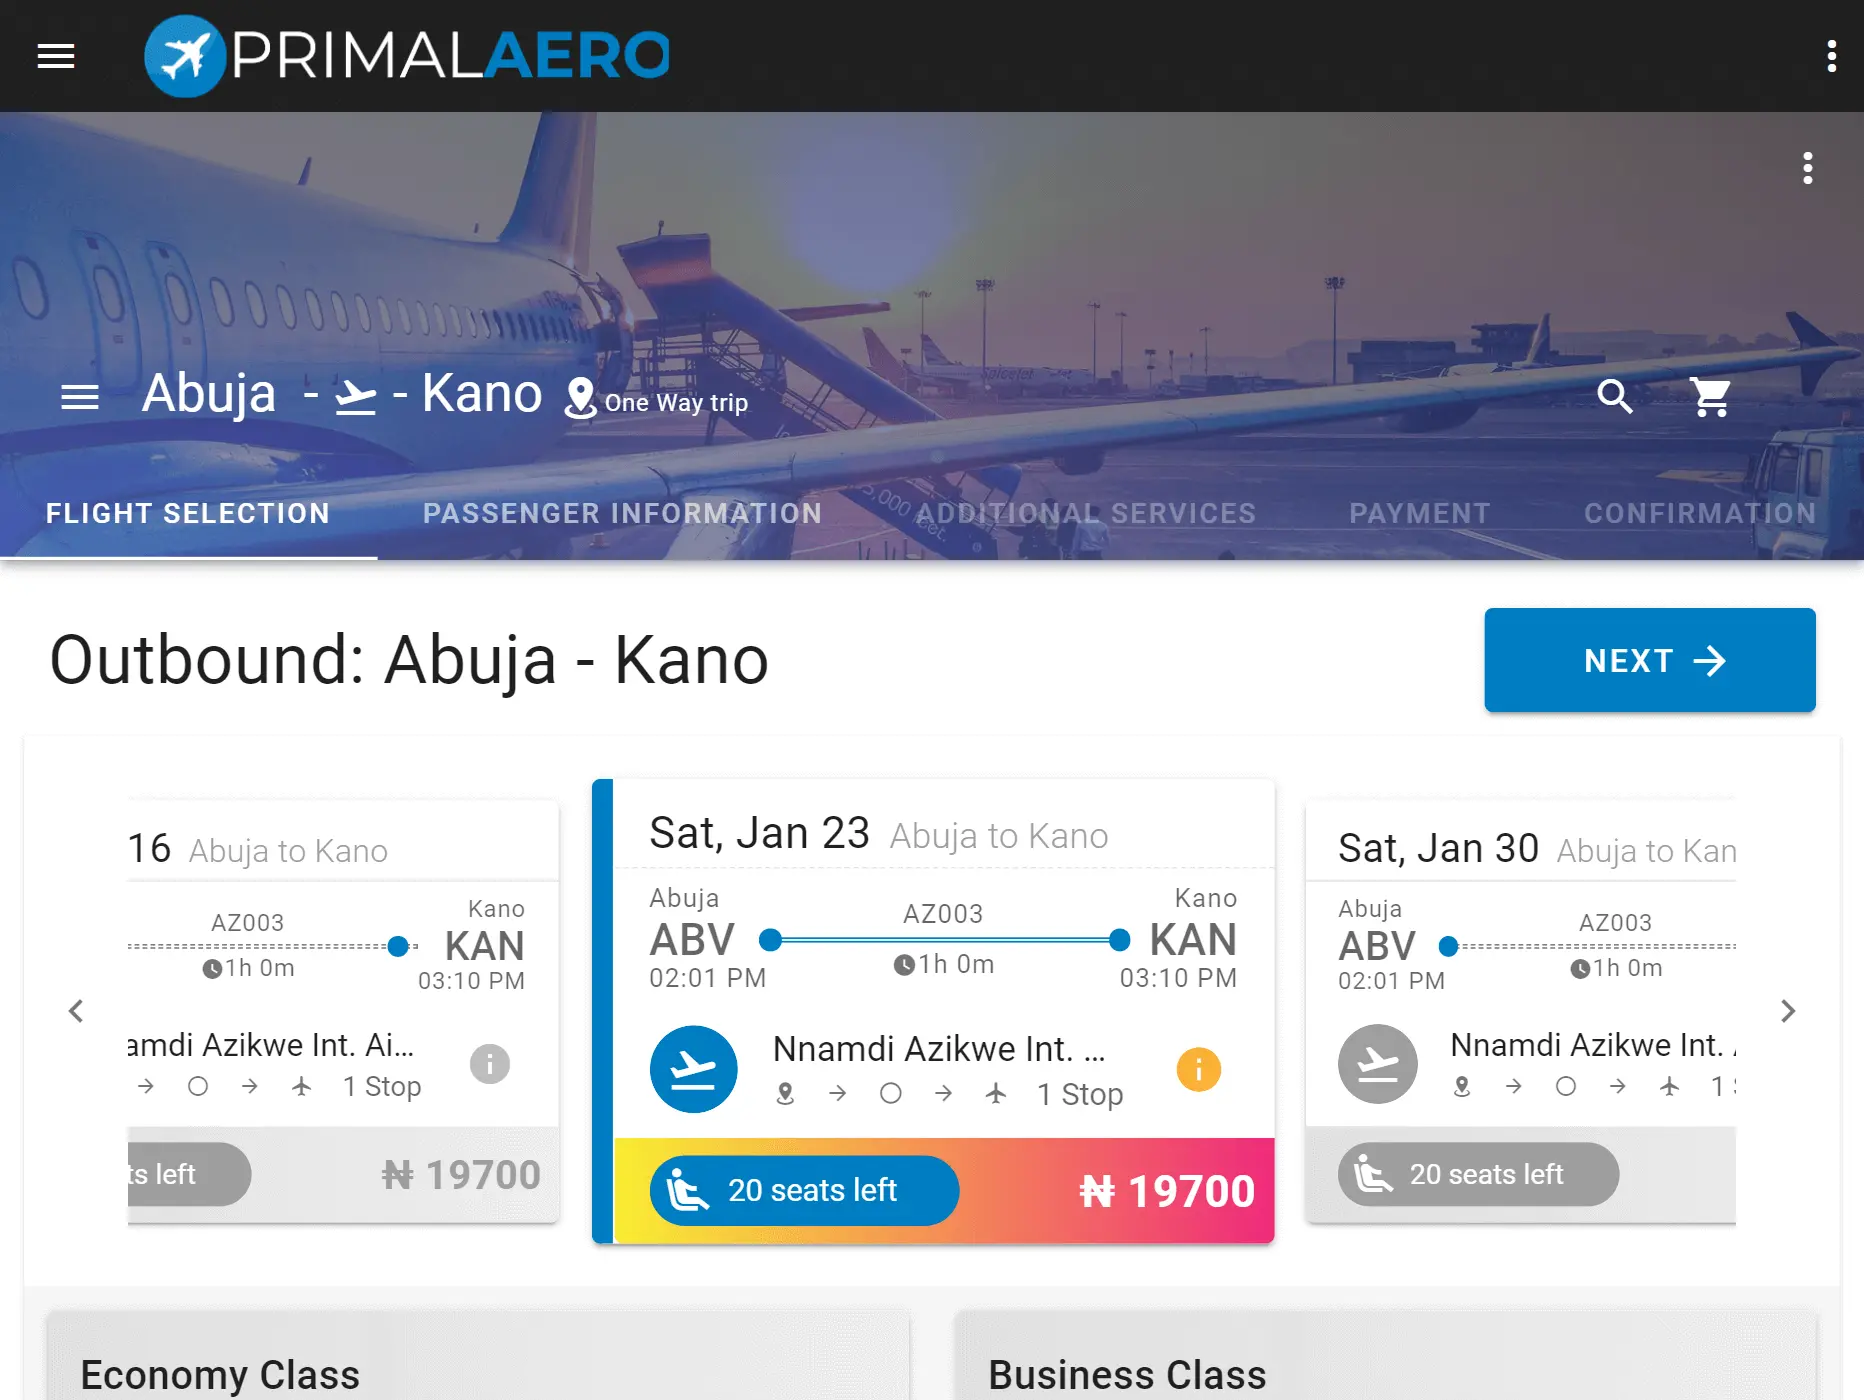 PRIMALAERO
Abuja - - Kano One Way trip
FLIGHT SELECTION PASSENGER INFORMATION ADDITIONAL SERVICES PAYMENT CONFIRMATION
Outbound: Abuja - Kano
NEXT
16 Abuja to Kano
AZ003
Kano
KAN
1h 0m
03:10 PM
amdi Azikwe Int. Ai...
1 Stop
ts left
₦ 19700
Sat, Jan 23 Abuja to Kano
Abuja
ABV
02:01 PM
AZ003
1h 0m
Kano
KAN
03:10 PM
Nnamdi Azikwe Int. ...
1 Stop
20 seats left
₦ 19700
Sat, Jan 30 Abuja to Kan
Abuja
ABV
02:01 PM
AZ003
1h 0m
Nnamdi Azikwe Int.
1
20 seats left
Economy Class
Business Class